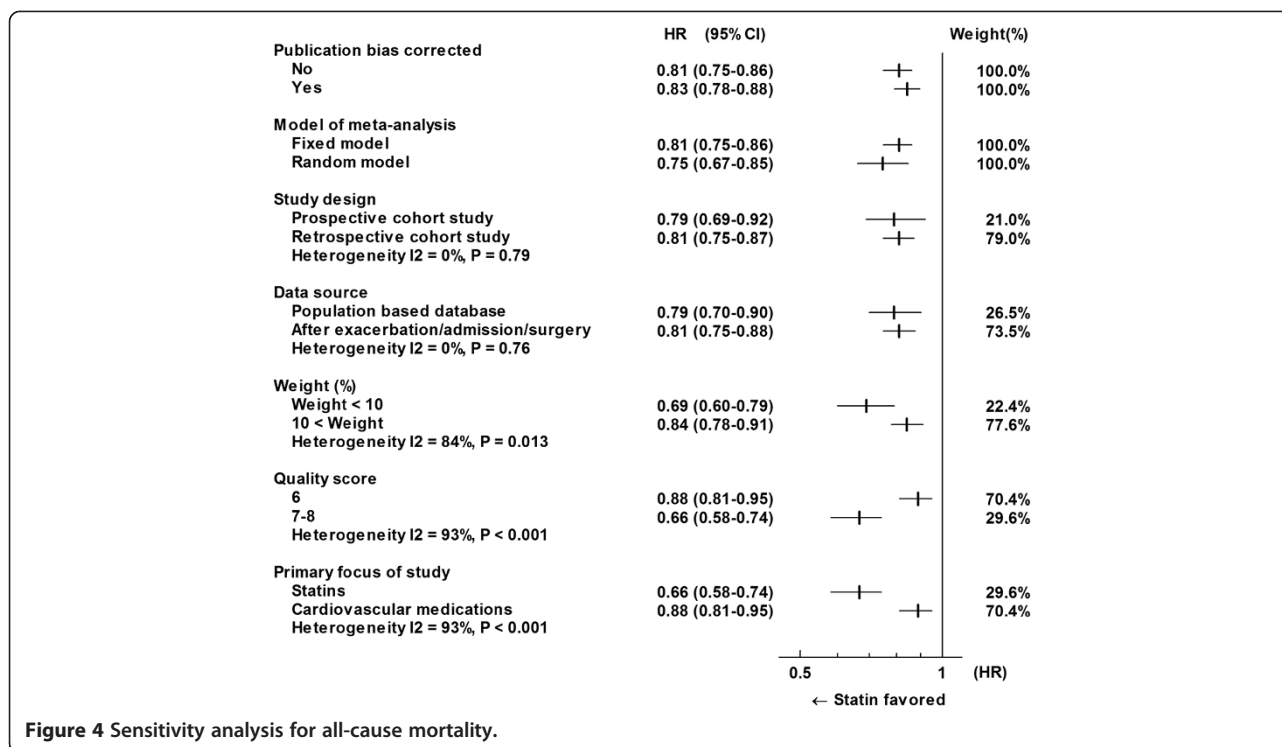 HR (95% CI) Weight(%)
Publication bias corrected
No 0.81 (0.75-0.86) 100.0%
Yes 0.83 (0.78-0.88) 100.0%
Model of meta-analysis
Fixed model 0.81 (0.75-0.86) 100.0%
Random model 0.75 (0.67-0.85) 100.0%
Study design
Prospective cohort study 0.79 (0.69-0.92) 21.0%
Retrospective cohort study 0.81 (0.75-0.87) 79.0%
Heterogeneity I2 = 0%, P = 0.79
Data source
Population based database 0.79 (0.70-0.90) 26.5%
After exacerbation/admission/surgery 0.81 (0.75-0.88) 73.5%
Heterogeneity I2 = 0%, P = 0.76
Weight (%)
Weight < 10 0.69 (0.60-0.79) 22.4%
10 < Weight 0.84 (0.78-0.91) 77.6%
Heterogeneity I2 = 84%, P = 0.013
Quality score
6 0.88 (0.81-0.95) 70.4%
7-8 0.66 (0.58-0.74) 29.6%
Heterogeneity I2 = 93%, P < 0.001
Primary focus of study
Statins 0.66 (0.58-0.74) 29.6%
Cardiovascular medications 0.88 (0.81-0.95) 70.4%
Heterogeneity I2 = 93%, P < 0.001
0.5 1 (HR)
← Statin favored
Figure 4 Sensitivity analysis for all-cause mortality.